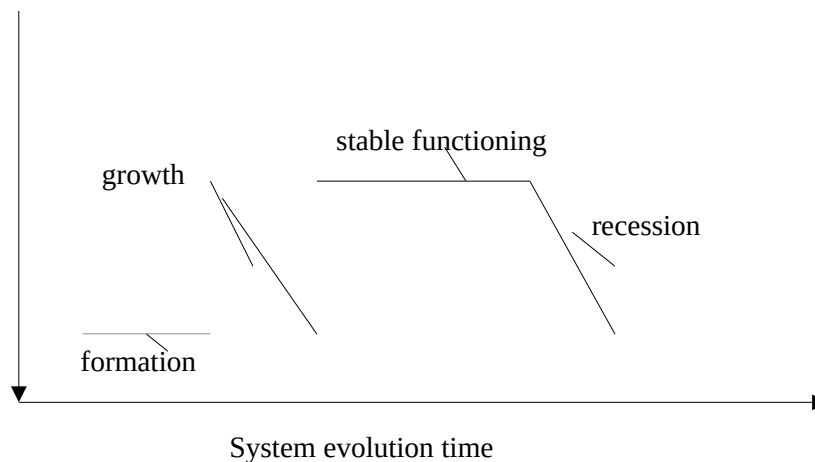 stable functioning
growth
recession
formation
System evolution time